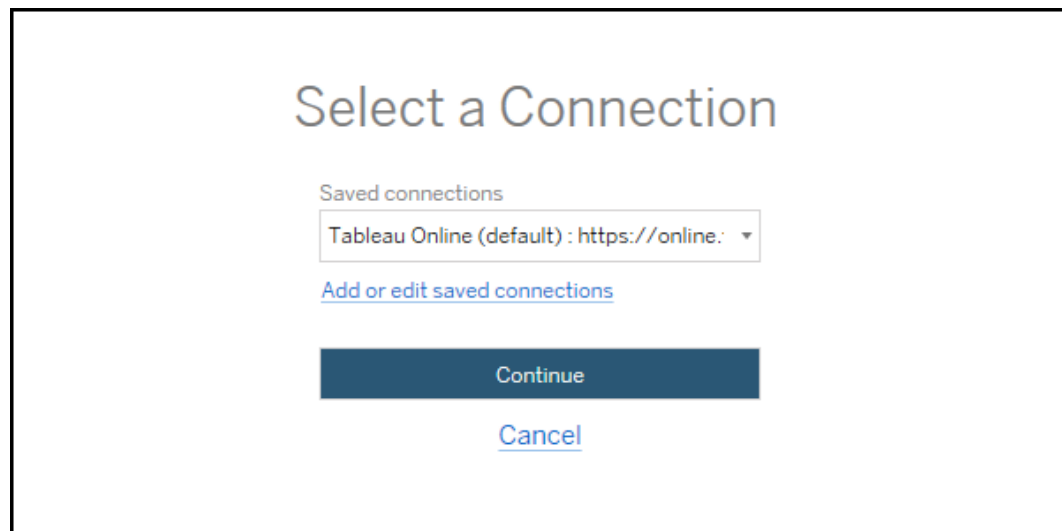 Select a Connection
Saved connections
Tableau Online (default) : https://online.
Add or edit saved connections
Continue
Cancel